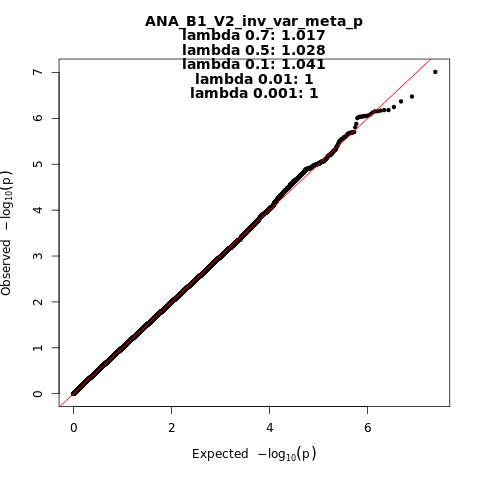 ANA_B1_V2_inv_var_meta_p
lambda 0.7: 1.017
lambda 0.5: 1.028
lambda 0.1: 1.041
lambda 0.01: 1
lambda 0.001: 1
7
6
5
4
3
2
1
0
Observed −log10(p)
0 2 4 6
Expected −log10(p)